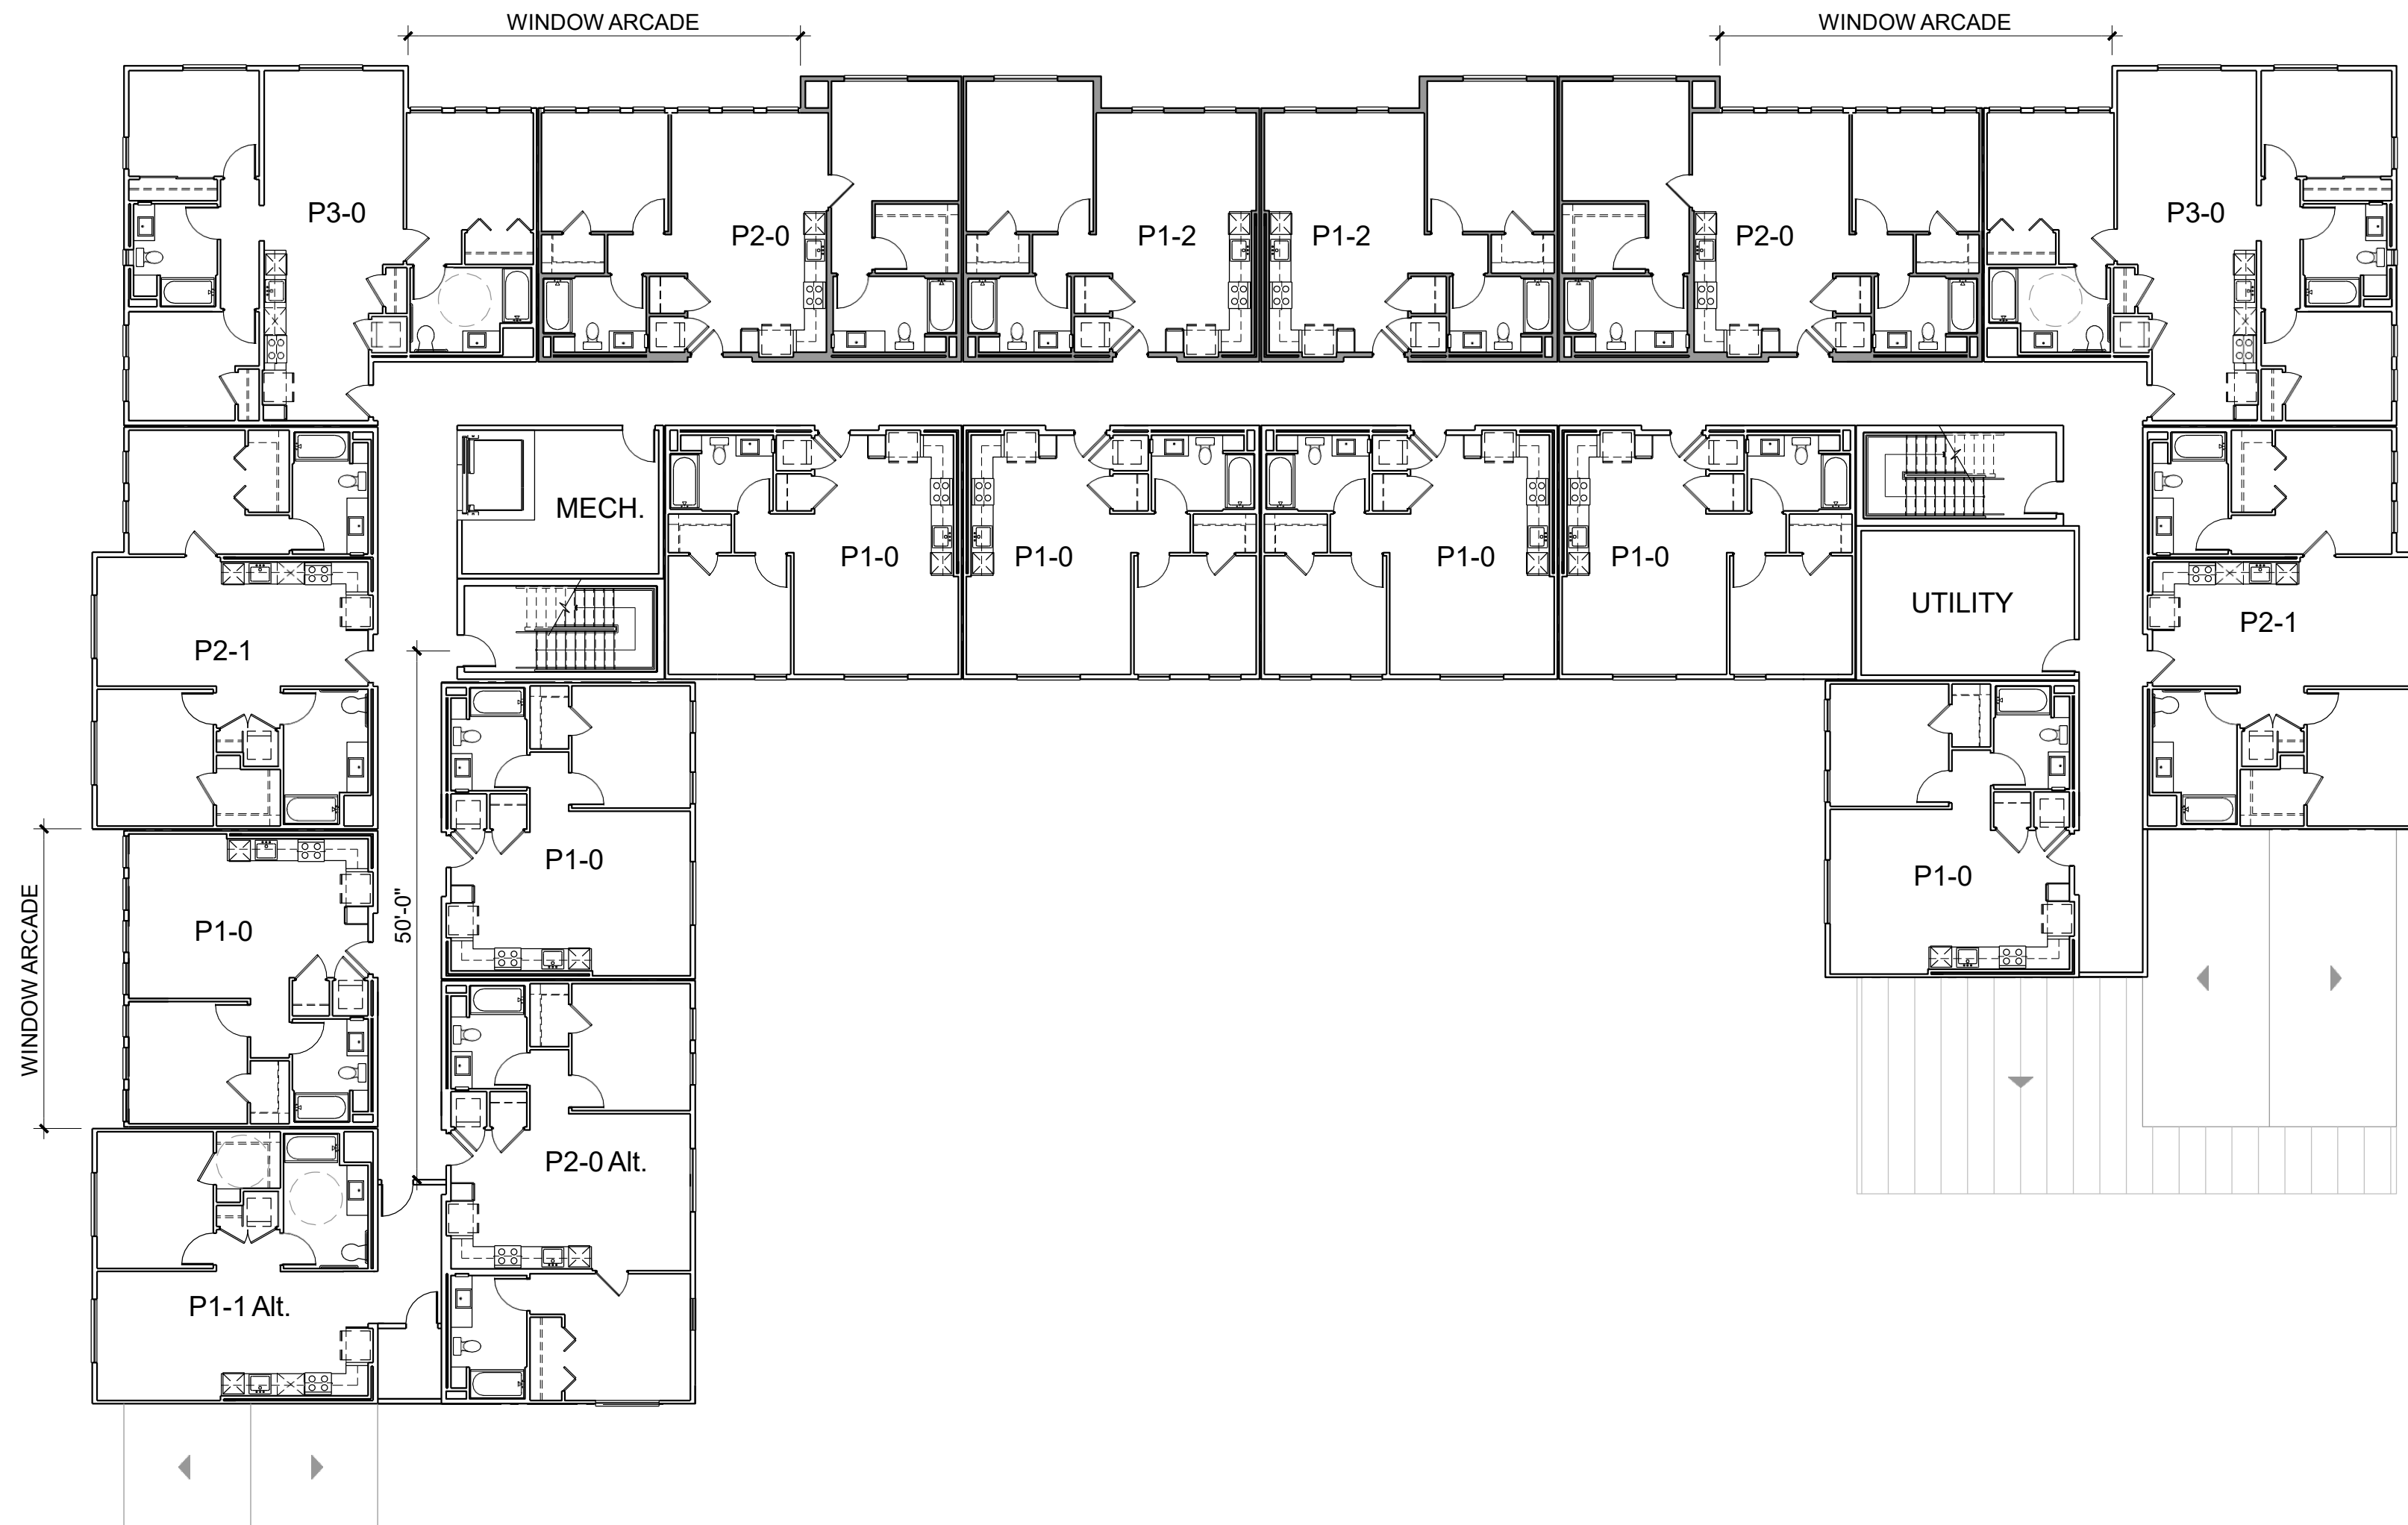 WINDOW ARCADE
WINDOW ARCADE
P3-0
P2-0
P1-2
P1-2
P2-0
P3-0
MECH.
P1-0
P1-0
P1-0
P1-0
UTILITY
P2-1
P2-1
P1-0
P1-0
P1-0
50'-0"
WINDOW ARCADE
P2-0 Alt.
P1-1 Alt.